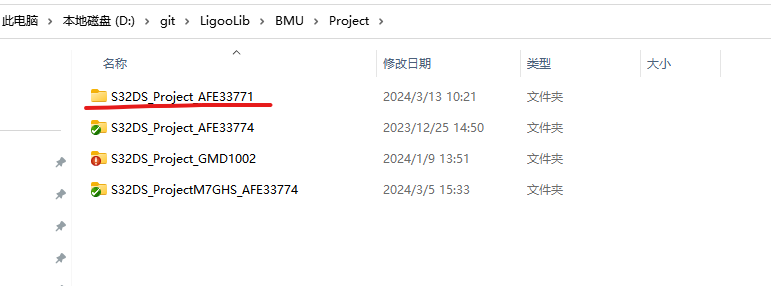 此电脑 > 本地磁盘 (D:) > git > LigooLib > BMU > Project >
名称 修改日期 类型 大小
S32DS_Project_AFE33771 2024/3/13 10:21 文件夹
S32DS_Project_AFE33774 2023/12/25 14:50 文件夹
S32DS_Project_GMD1002 2024/1/9 13:51 文件夹
S32DS_ProjectM7GHS_AFE33774 2024/3/5 15:33 文件夹